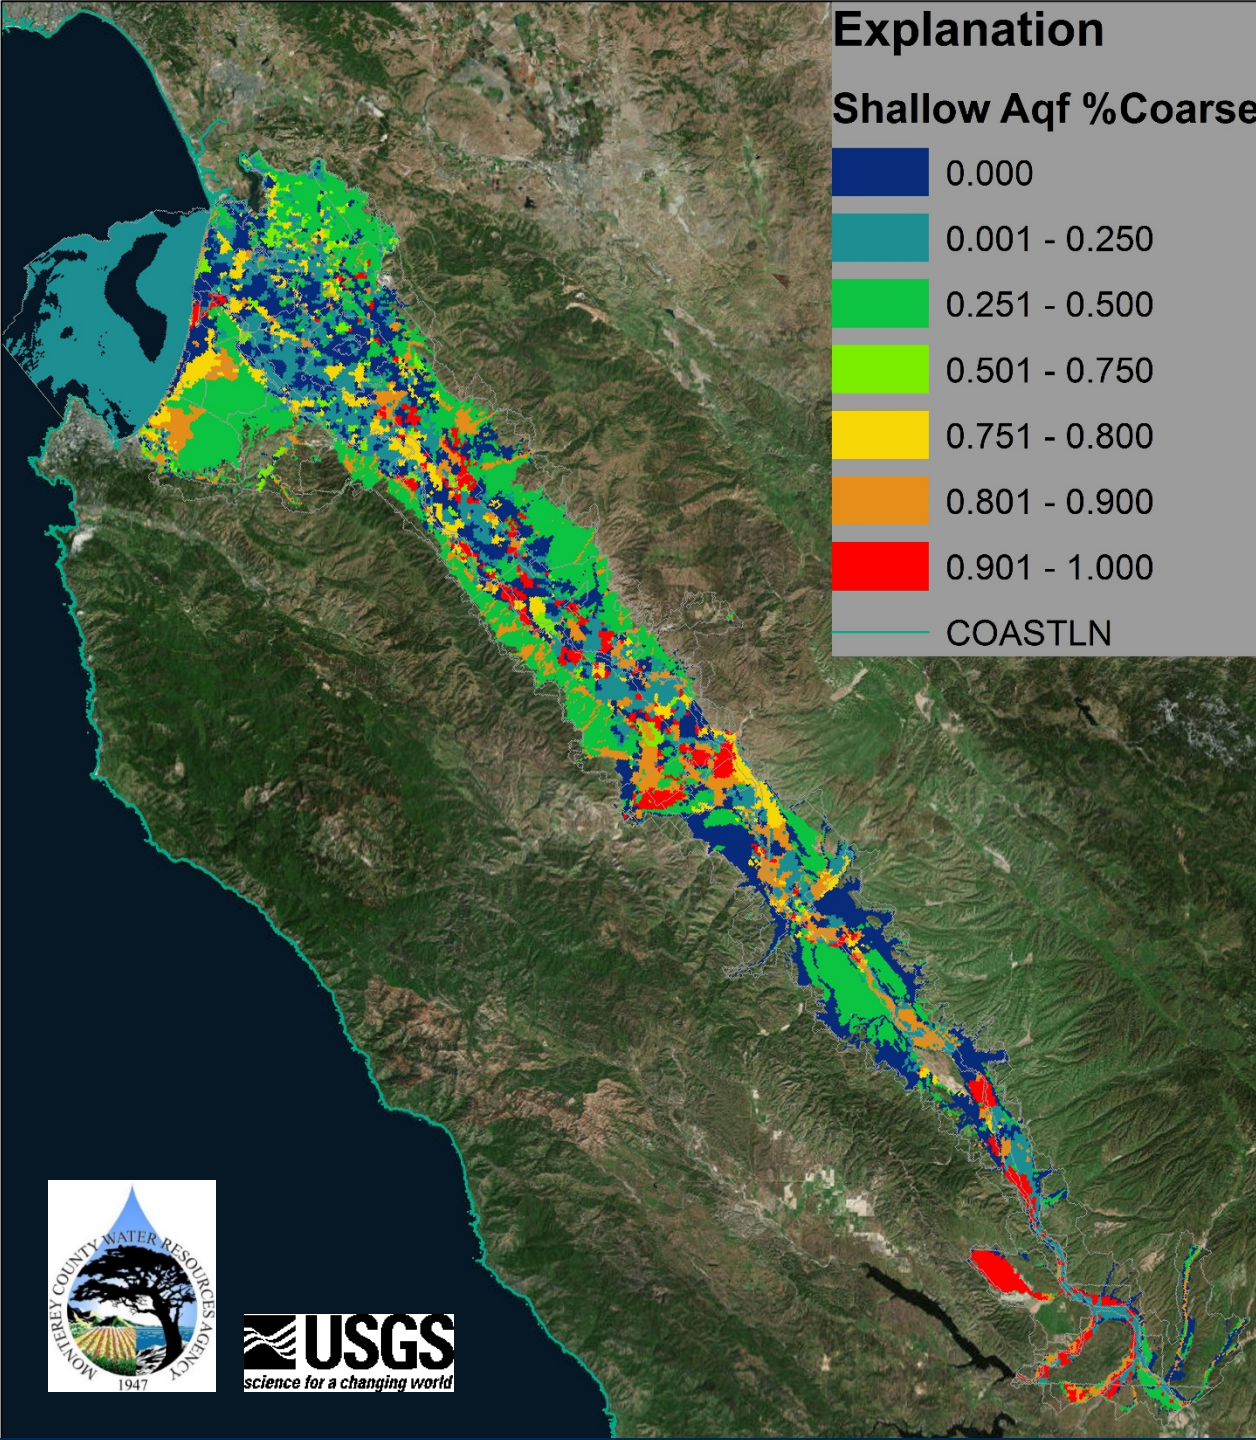 Explanation
Shallow Aqf %Coarse
0.000
0.001 - 0.250
0.251 - 0.500
0.501 - 0.750
0.751 - 0.800
0.801 - 0.900
0.901 - 1.000
COASTLN
MONTEREY COUNTY WATER RESOURCES AGENCY
1947
USGS
science for a changing world